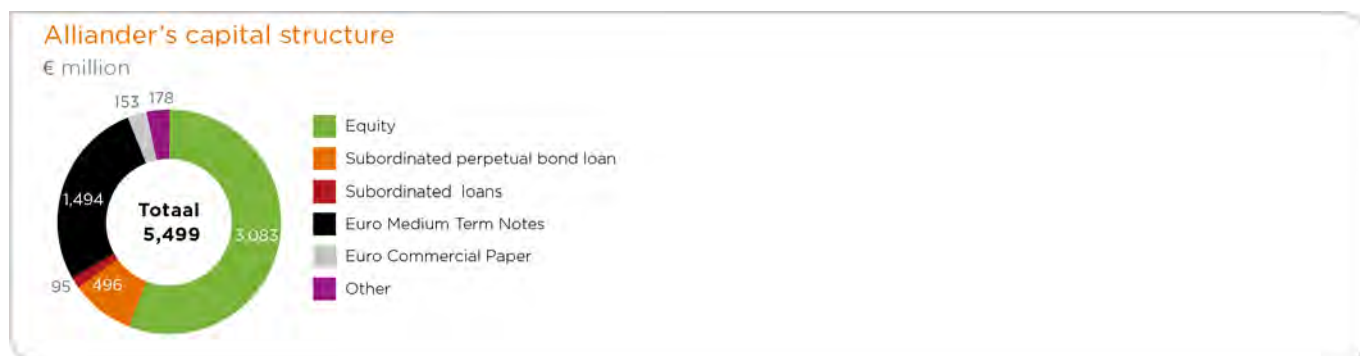 Alliander's capital structure
€ million
153 178
1,494
Totaal
5,499
3,083
95
496
Equity
Subordinated perpetual bond loan
Subordinated loans
Euro Medium Term Notes
Euro Commercial Paper
Other